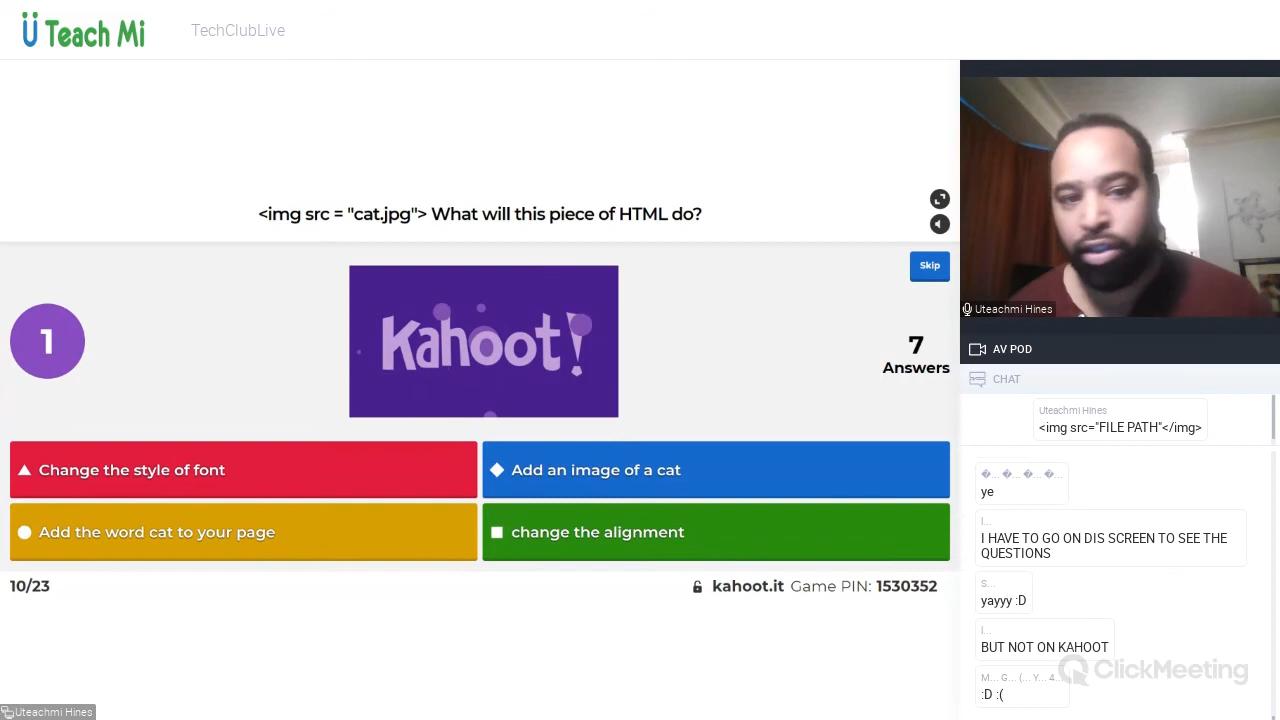 Ü Teach Mi
TechClubLive
<img src = "cat.jpg"> What will this piece of HTML do?
Skip
1
Kahoot!
7
Answers
Change the style of font
Add an image of a cat
Add the word cat to your page
change the alignment
10/23
kahoot.it Game PIN: 1530352
Uteachmi Hines
Uteachmi Hines
AV POD
CHAT
Uteachmi Hines
<img src="FILE PATH"</img>
ye
I...
I HAVE TO GO ON DIS SCREEN TO SEE THE
QUESTIONS
S...
yayyy :D
I...
BUT NOT ON KAHOOT
M... G... (... Y... 4...
:D :(
ClickMeeting